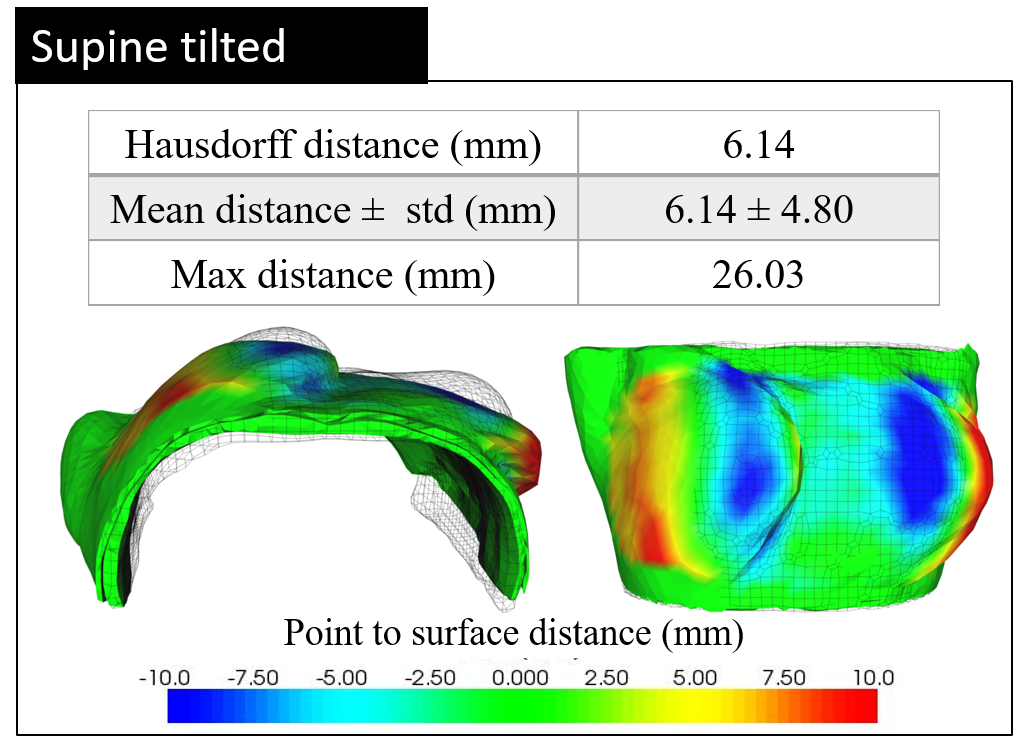 Supine tilted
Hausdorff distance (mm) 6.14
Mean distance ± std (mm) 6.14 ± 4.80
Max distance (mm) 26.03
Point to surface distance (mm)
-10.0 -7.50 -5.00 -2.50 0.000 2.50 5.00 7.50 10.0